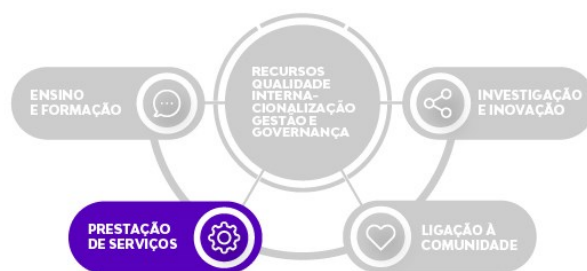 RECURSOS
QUALIDADE
INTERNA-
CIONALIZAÇÃO
GESTÃO E
GOVERNANÇA
ENSINO
E FORMAÇÃO
INVESTIGAÇÃO
E INOVAÇÃO
PRESTAÇÃO
DE SERVIÇOS
LIGAÇÃO À
COMUNIDADE